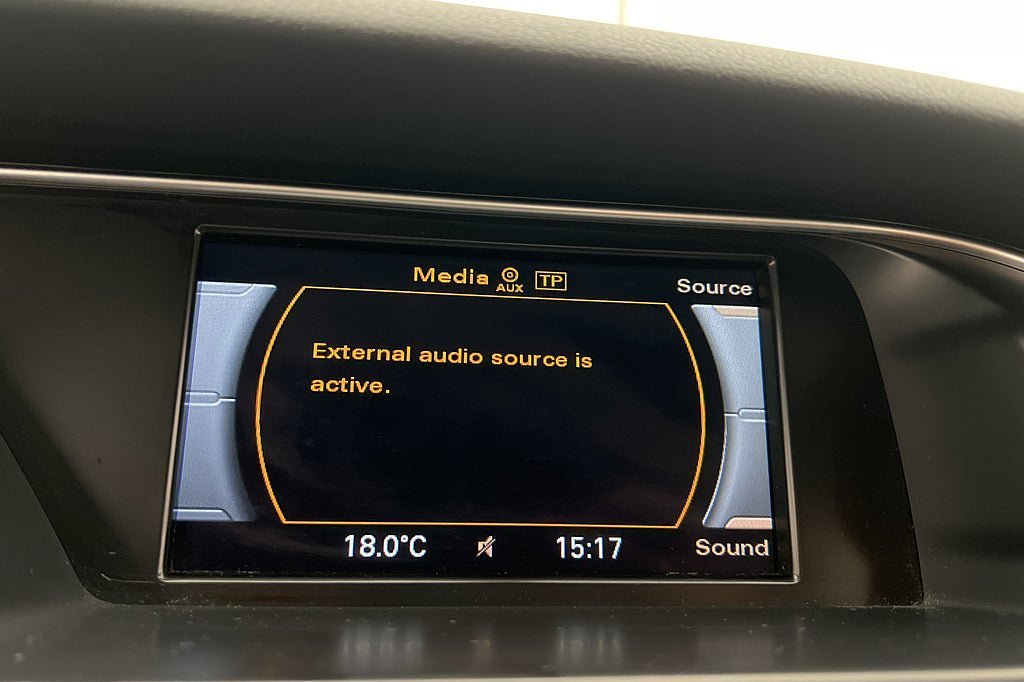 Media AUX TP
Source
External audio source is
active.
18.0°C 15:17
Sound